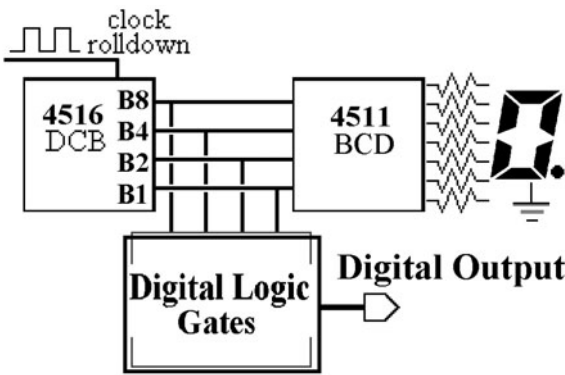 clock
rolldown
4516
DCB
B8
B4
B2
B1
4511
BCD
Digital Logic
Gates
Digital Output